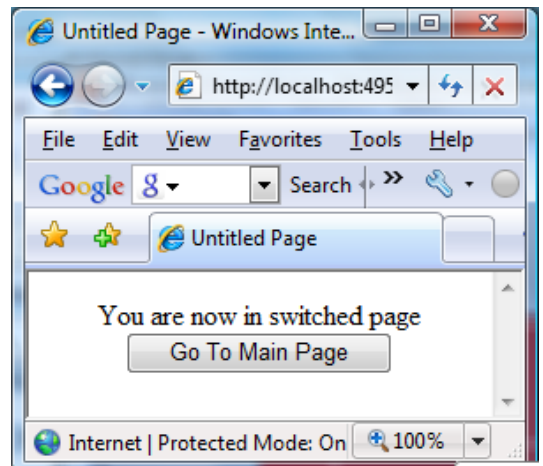 Untitled Page - Windows Inte...
http://localhost:495
File Edit View Favorites Tools Help
Google Search »
Untitled Page
You are now in switched page
Go To Main Page
Internet | Protected Mode: On 100%